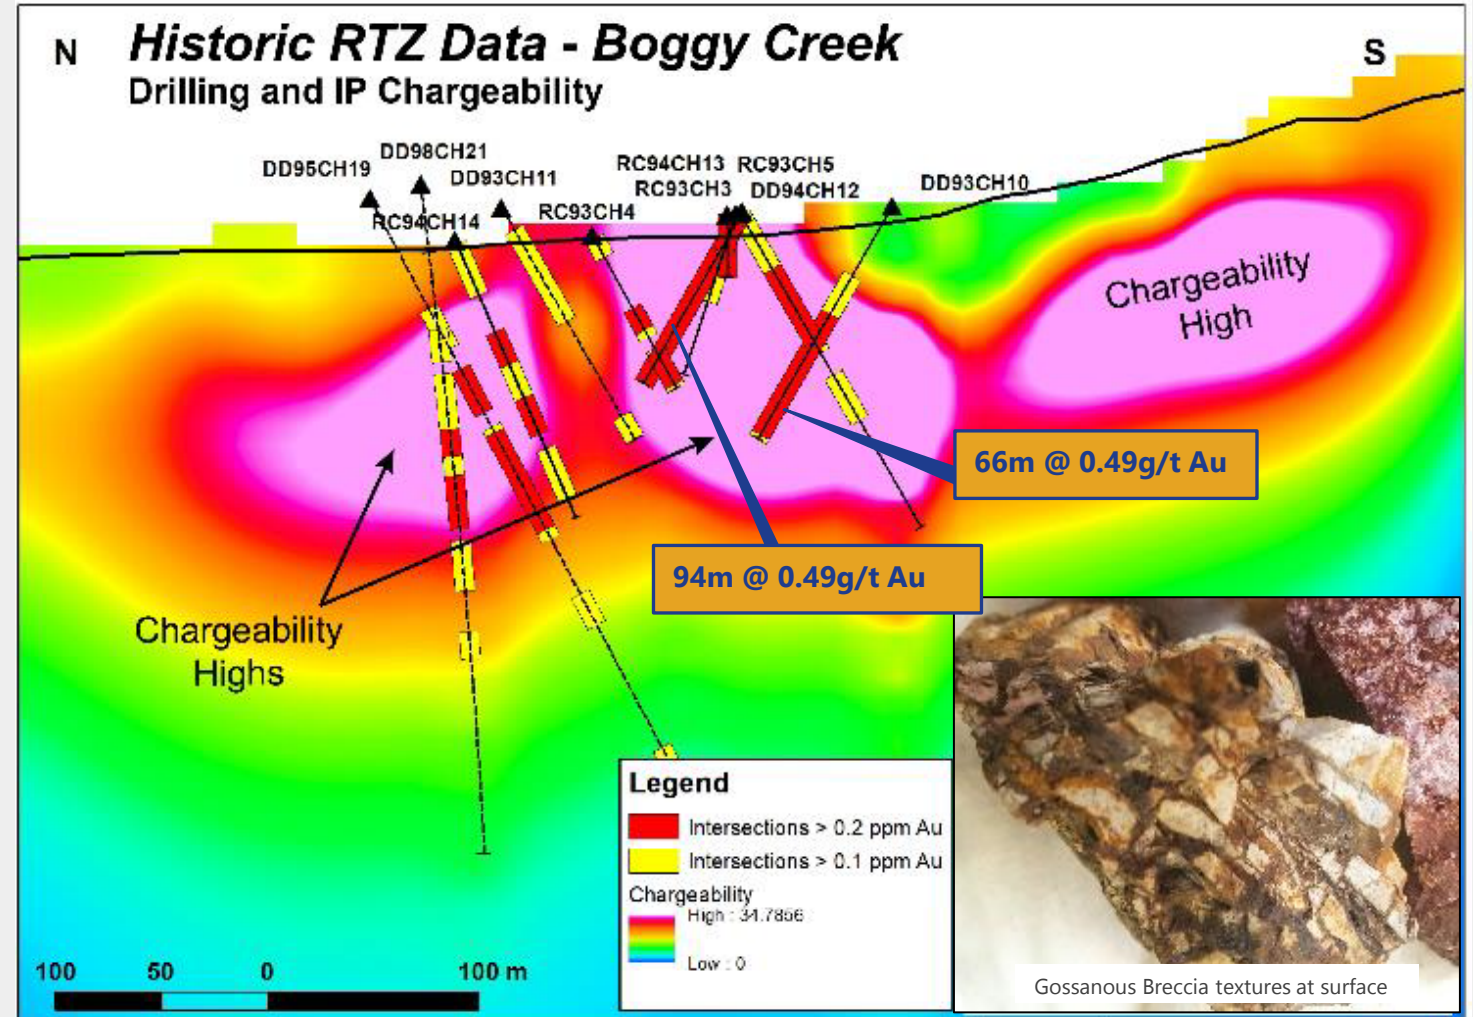 N
Historic RTZ Data - Boggy Creek
S
Drilling and IP Chargeability
DD95CH19
DD98CH21
DD93CH11
RC94CH14
RC93CH4
RC94CH13
RC93CH5
RC93CH3
DD94CH12
DD93CH10
Chargeability
High
66m @ 0.49g/t Au
94m @ 0.49g/t Au
Chargeability
Highs
Legend
Intersections > 0.2 ppm Au
Intersections > 0.1 ppm Au
Chargeability
High : 34.7856
Low : 0
100 50 0 100 m
Gossanous Breccia textures at surface